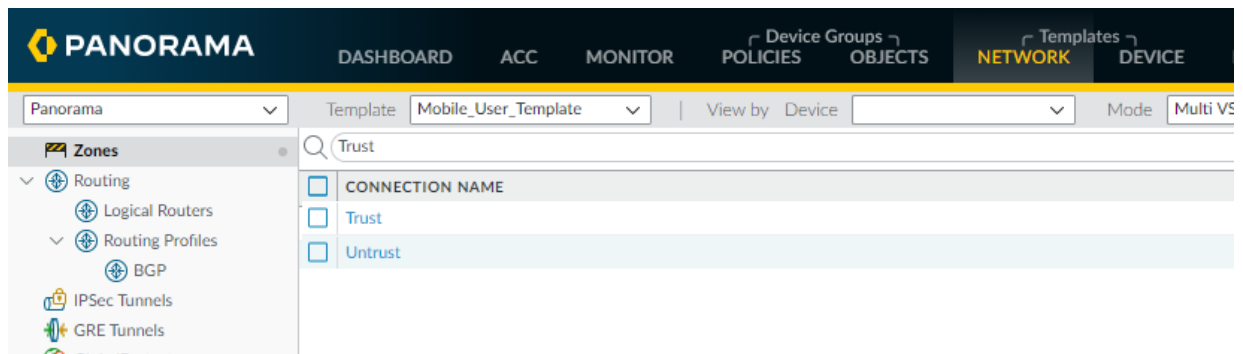 PANORAMA
DASHBOARD ACC MONITOR Device Groups POLICIES OBJECTS Templates NETWORK DEVICE
Panorama Template Mobile_User_Template View by Device Mode Multi VS
Zones
Trust
Routing
CONNECTION NAME
Logical Routers
Trust
Routing Profiles
Untrust
BGP
IPSec Tunnels
GRE Tunnels